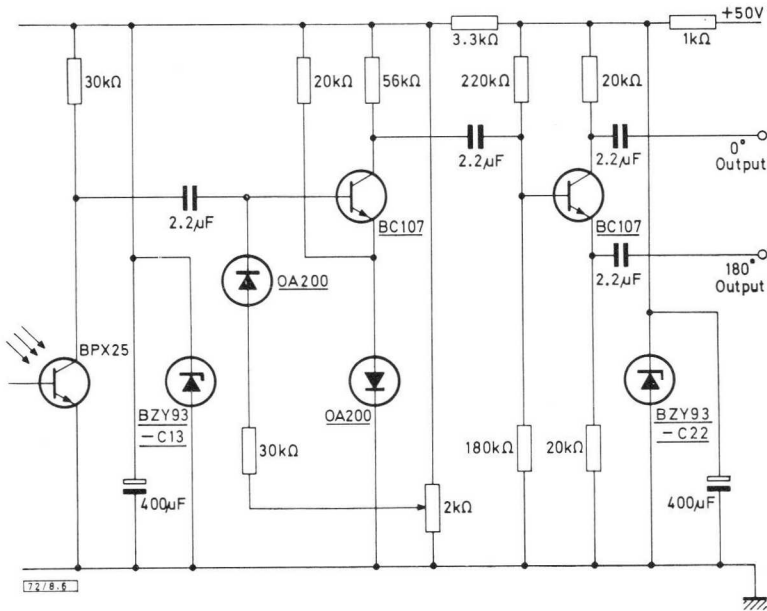 +50V
3.3kΩ
1kΩ
30kΩ
20kΩ
56kΩ
220kΩ
20kΩ
2.2µF
2.2µF
0°
Output
2.2µF
BC107
BC107
2.2µF
180°
Output
OA200
BPX25
BZY93
-C13
OA200
BZY93
-C22
30kΩ
180kΩ
20kΩ
400µF
2kΩ
400µF
72/8.6